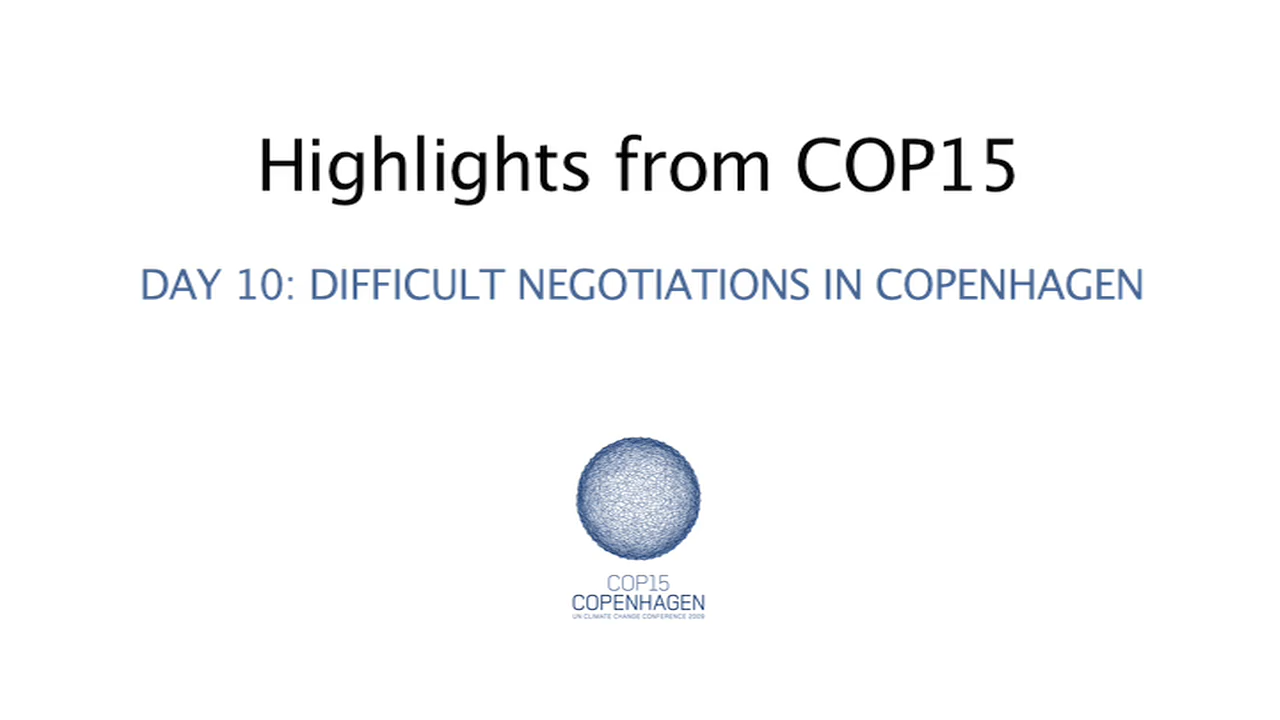 Highlights from COP15
DAY 10: DIFFICULT NEGOTIATIONS IN COPENHAGEN
COP15
COPENHAGEN
UN CLIMATE CHANGE CONFERENCE 2009